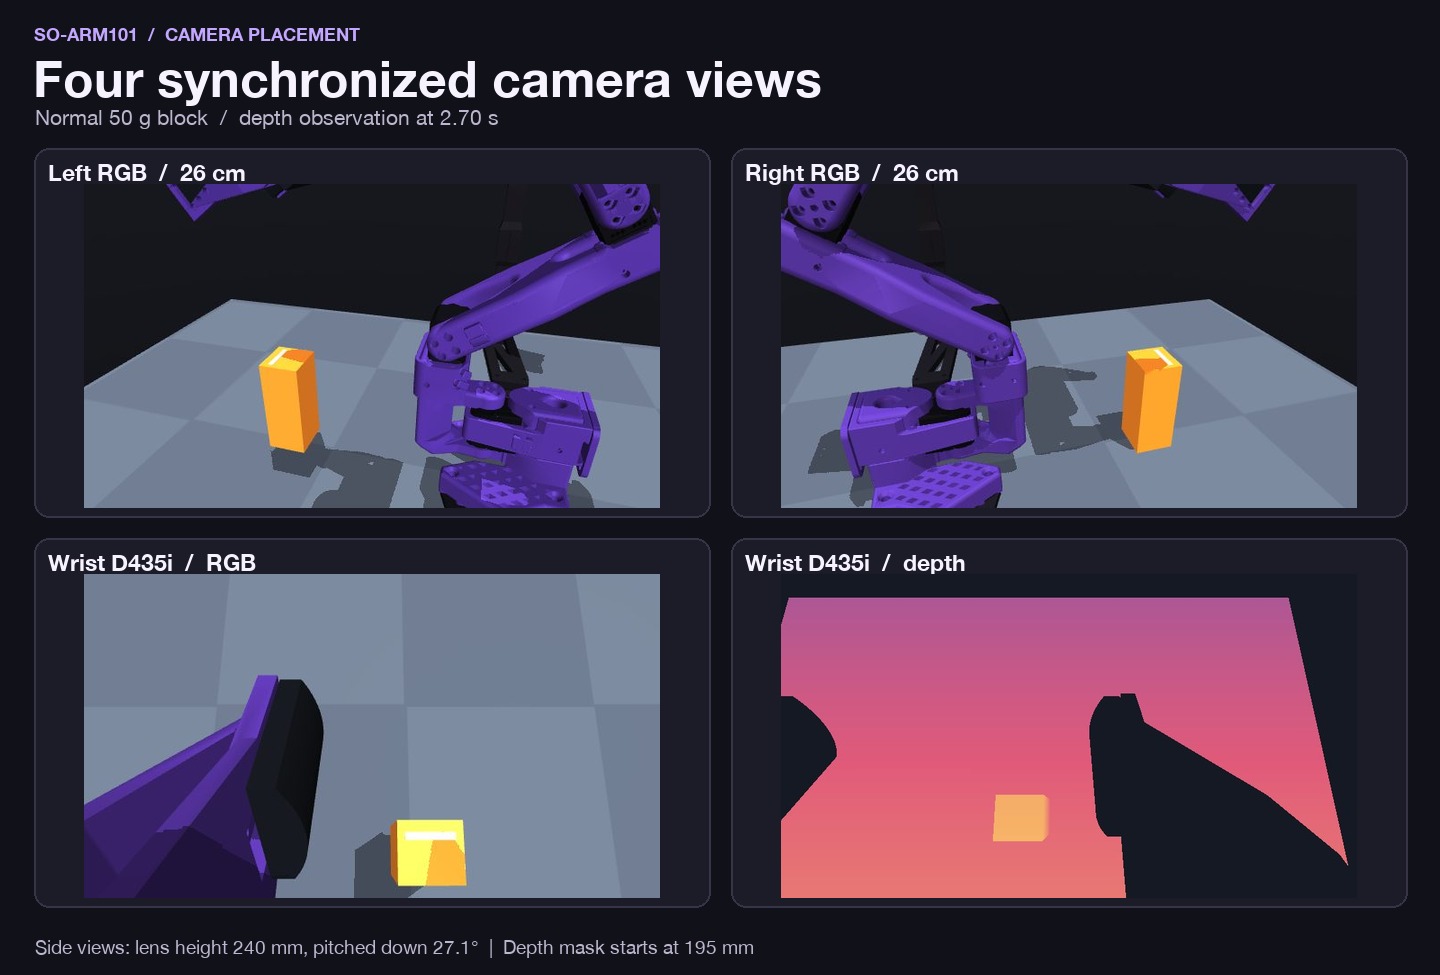 SO-ARM101 / CAMERA PLACEMENT
Four synchronized camera views
Normal 50 g block / depth observation at 2.70 s
Left RGB / 26 cm
Right RGB / 26 cm
Wrist D435i / RGB
Wrist D435i / depth
Side views: lens height 240 mm, pitched down 27.1° | Depth mask starts at 195 mm